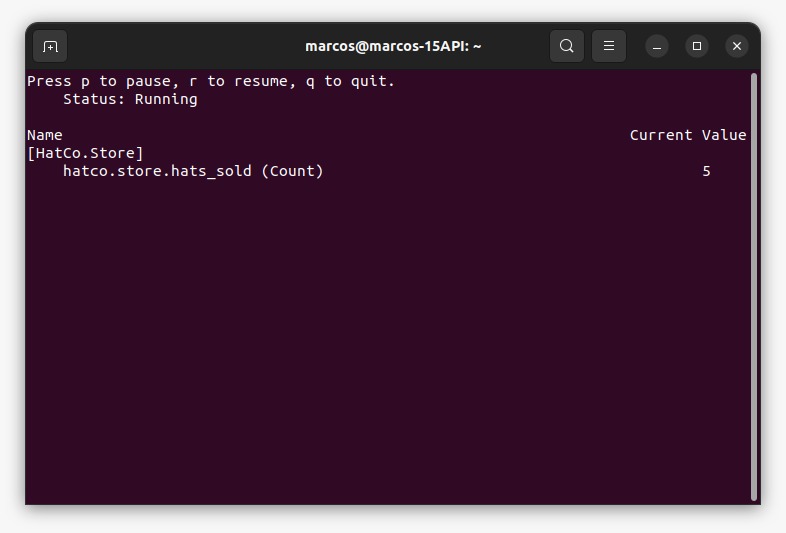 marcos@marcos-15API: ~
Press p to pause, r to resume, q to quit.
    Status: Running
Name Current Value
[HatCo.Store]
    hatco.store.hats_sold (Count) 5